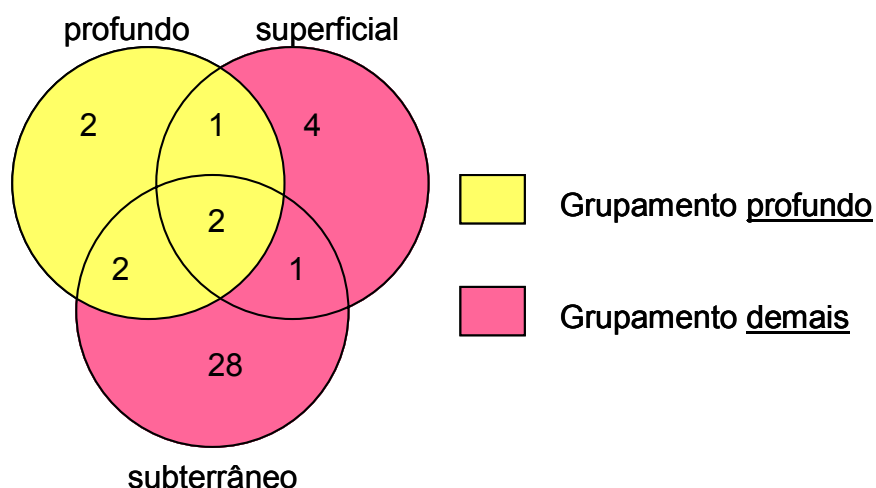 profundo superficial
2 1 4
2
2 1
28
subterrâneo
Grupamento profundo
Grupamento demais